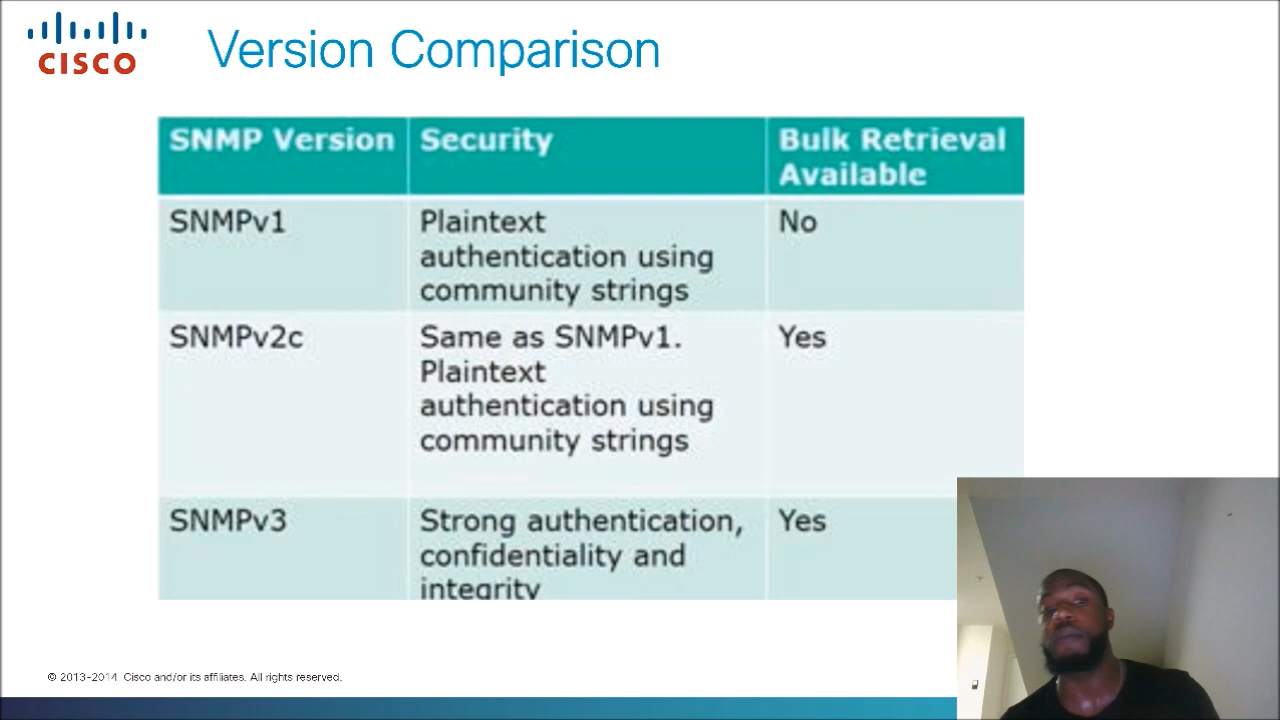 CISCO
Version Comparison
SNMP Version
Security
Bulk Retrieval
Available
SNMPv1
Plaintext
authentication using
community strings
No
SNMPv2c
Same as SNMPv1.
Plaintext
authentication using
community strings
Yes
SNMPv3
Strong authentication,
confidentiality and
integrity
Yes
© 2013-2014 Cisco and/or its affiliates. All rights reserved.